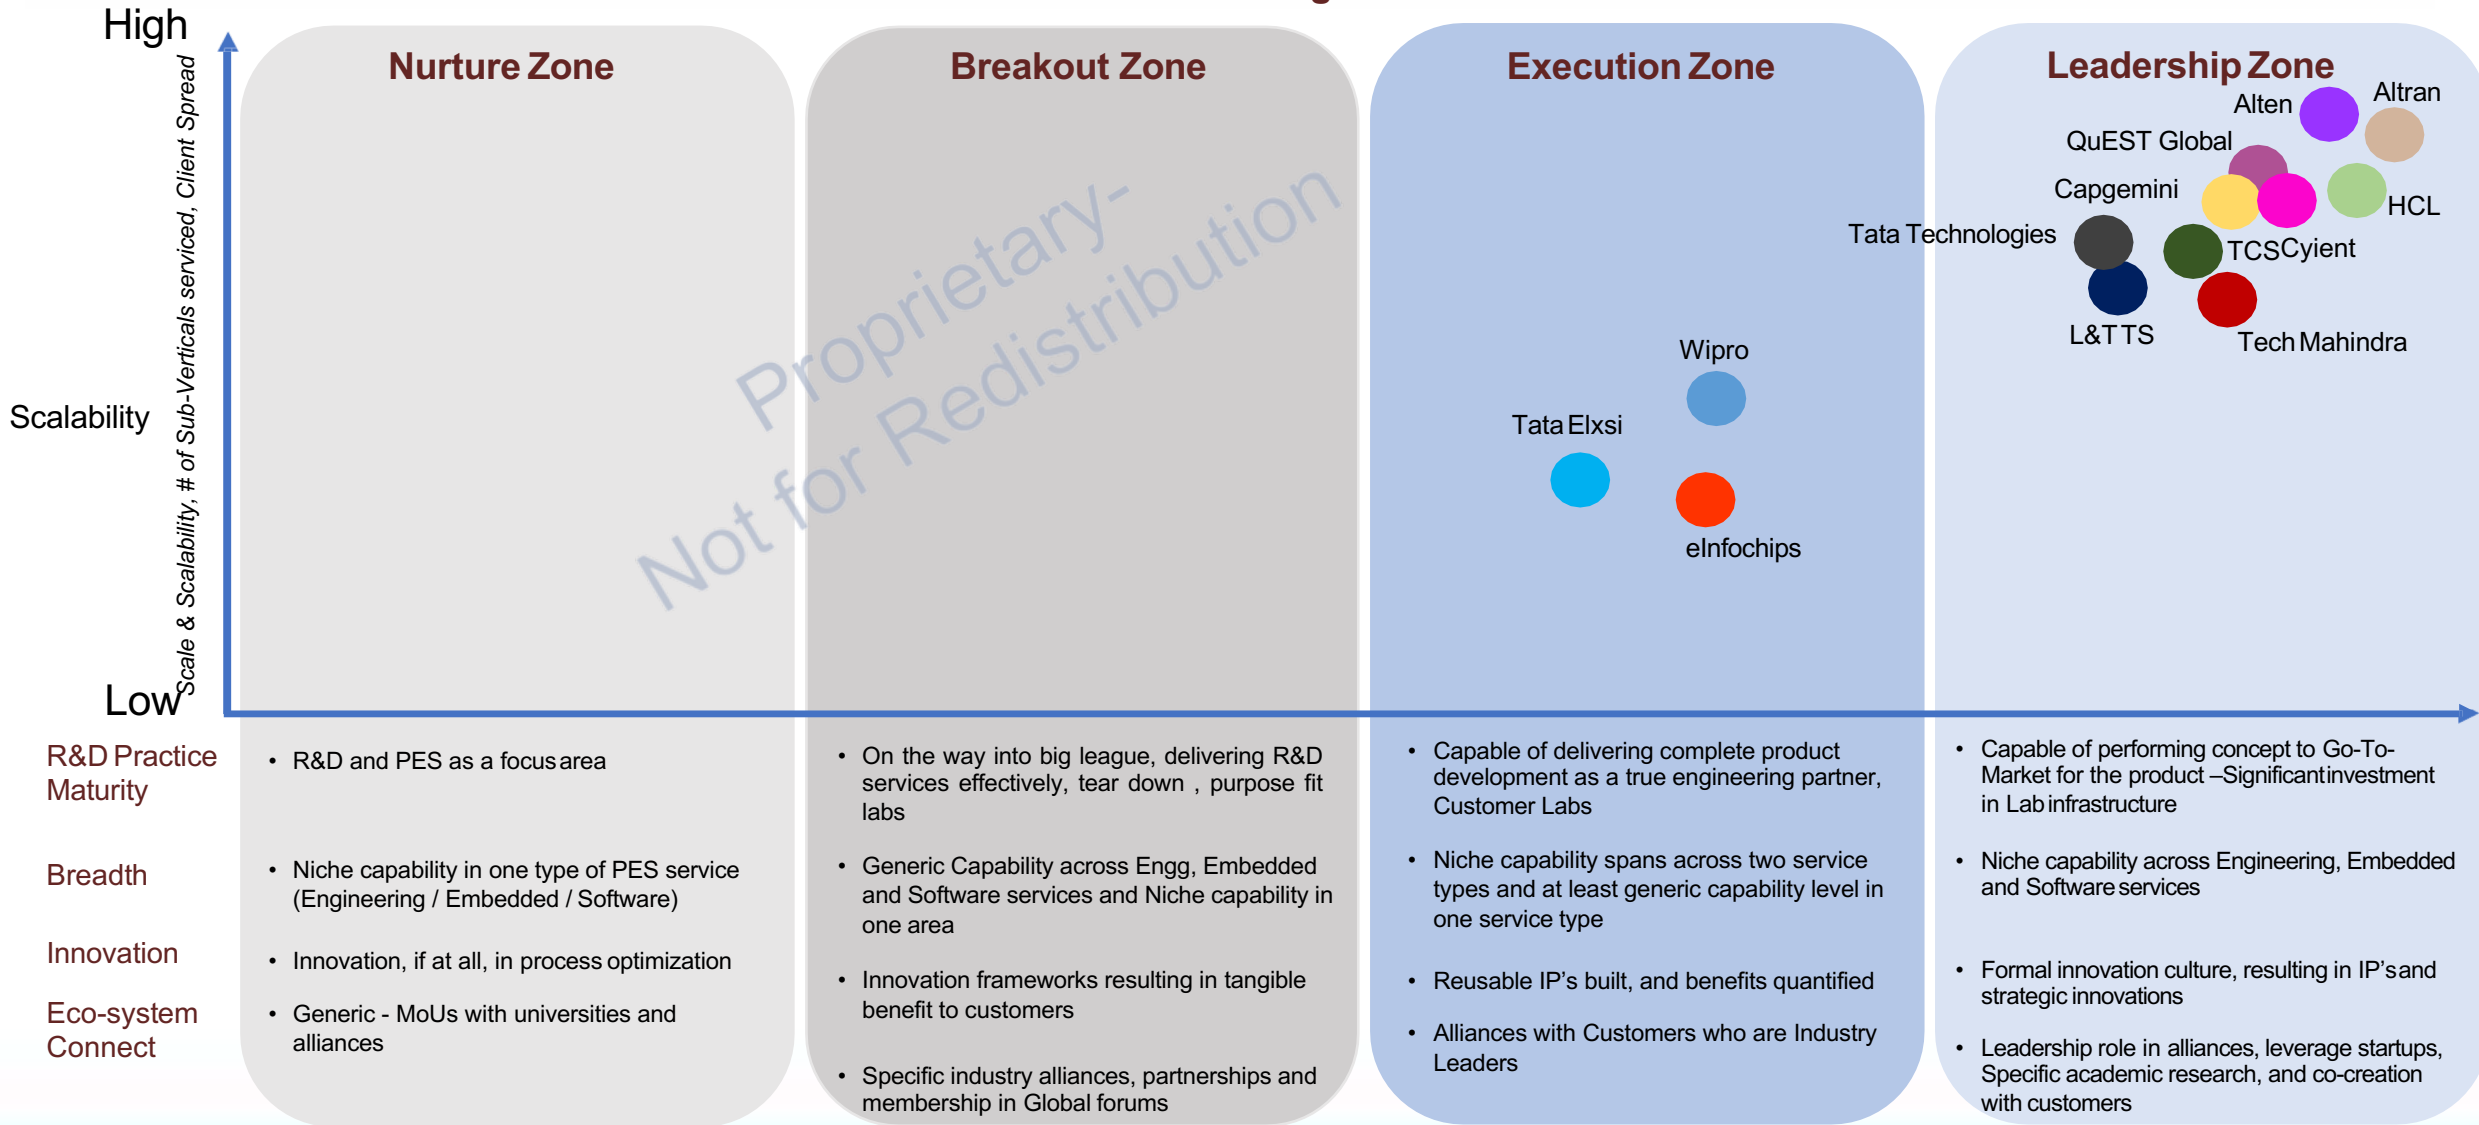 High
Scalability
Low
Scale & Scalability, # of Sub-Verticals serviced, Client Spread
Nurture Zone
Breakout Zone
Execution Zone
Leadership Zone
Alten
Altran
QuEST Global
Capgemini
HCL
Tata Technologies
TCS
Cyient
L&T TS
Tech Mahindra
Wipro
Tata Elxsi
eInfochips
Proprietary-
Not for Redistribution
R&D Practice
Maturity
• R&D and PES as a focus area
• On the way into big league, delivering R&D
services effectively, tear down , purpose fit
labs
• Capable of delivering complete product
development as a true engineering partner,
Customer Labs
• Capable of performing concept to Go-To-
Market for the product –Significant investment
in Lab infrastructure
Breadth
• Niche capability in one type of PES service
(Engineering / Embedded / Software)
• Generic Capability across Engg, Embedded
and Software services and Niche capability in
one area
• Niche capability spans across two service
types and at least generic capability level in
one service type
• Niche capability across Engineering, Embedded
and Software services
Innovation
• Innovation, if at all, in process optimization
• Innovation frameworks resulting in tangible
benefit to customers
• Reusable IP’s built, and benefits quantified
• Formal innovation culture, resulting in IP’s and
strategic innovations
Eco-system
Connect
• Generic - MoUs with universities and
alliances
• Specific industry alliances, partnerships and
membership in Global forums
• Alliances with Customers who are Industry
Leaders
• Leadership role in alliances, leverage startups,
Specific academic research, and co-creation
with customers